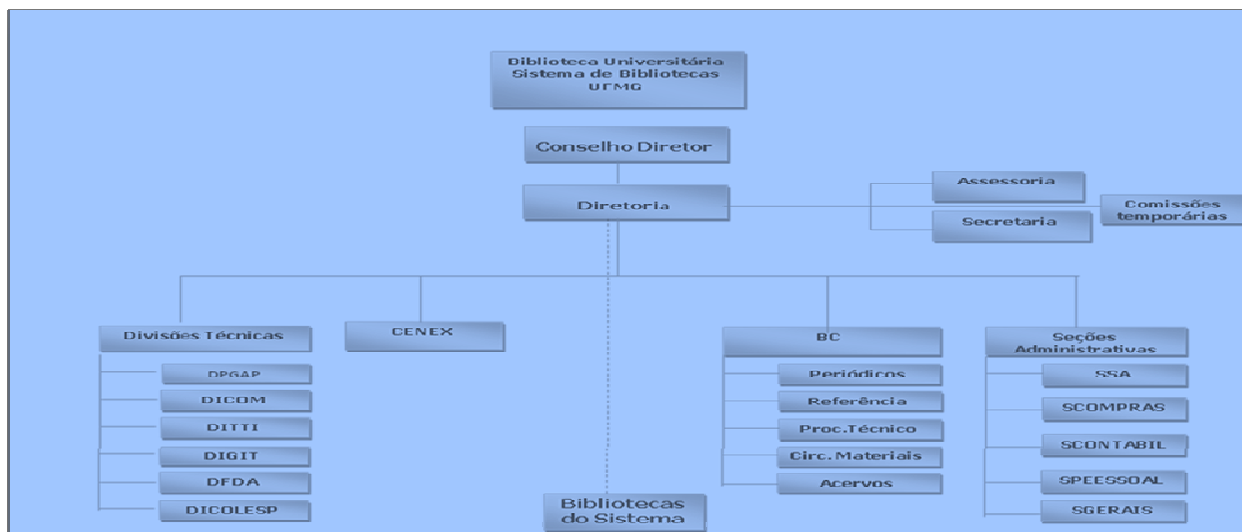 Biblioteca Universitária
Sistema de Bibliotecas
UFMG
Conselho Diretor
Diretoria
Assessoria
Secretaria
Comissões
temporárias
Divisões Técnicas
DPGAP
DICOM
DITTI
DIGIT
DFDA
DICOLESP
CENEX
Bibliotecas
do Sistema
BC
Periódicos
Referência
Proc.Técnico
Circ. Materiais
Acervos
Seções
Administrativas
SSA
SCOMPRAS
SCONTABIL
SPEESSOAL
SGERAIS